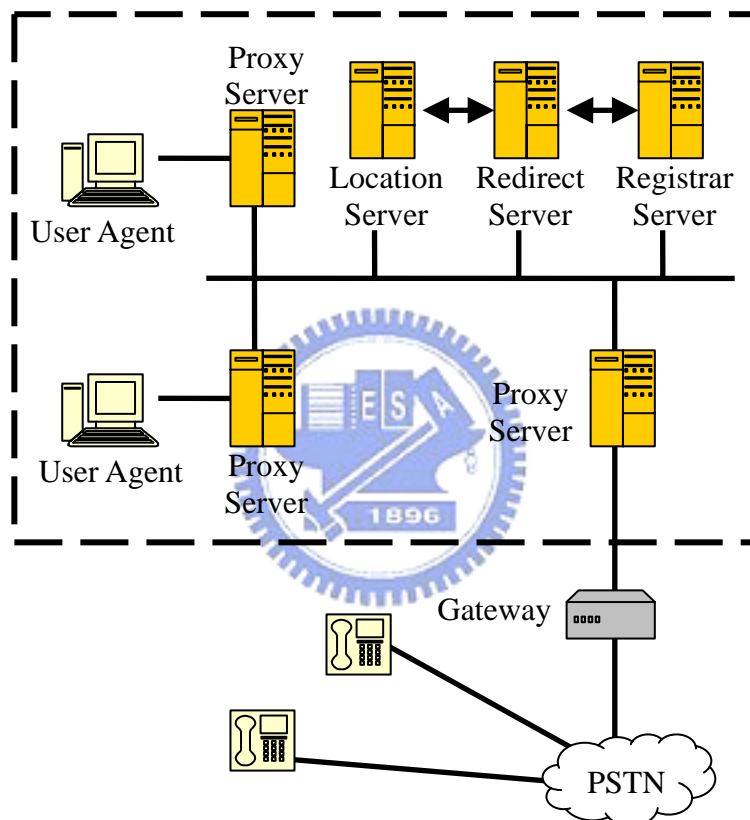 Proxy
Server
User Agent
Location
Server
Redirect
Server
Registrar
Server
User Agent
Proxy
Server
Proxy
Server
E S A
1896
Gateway
PSTN